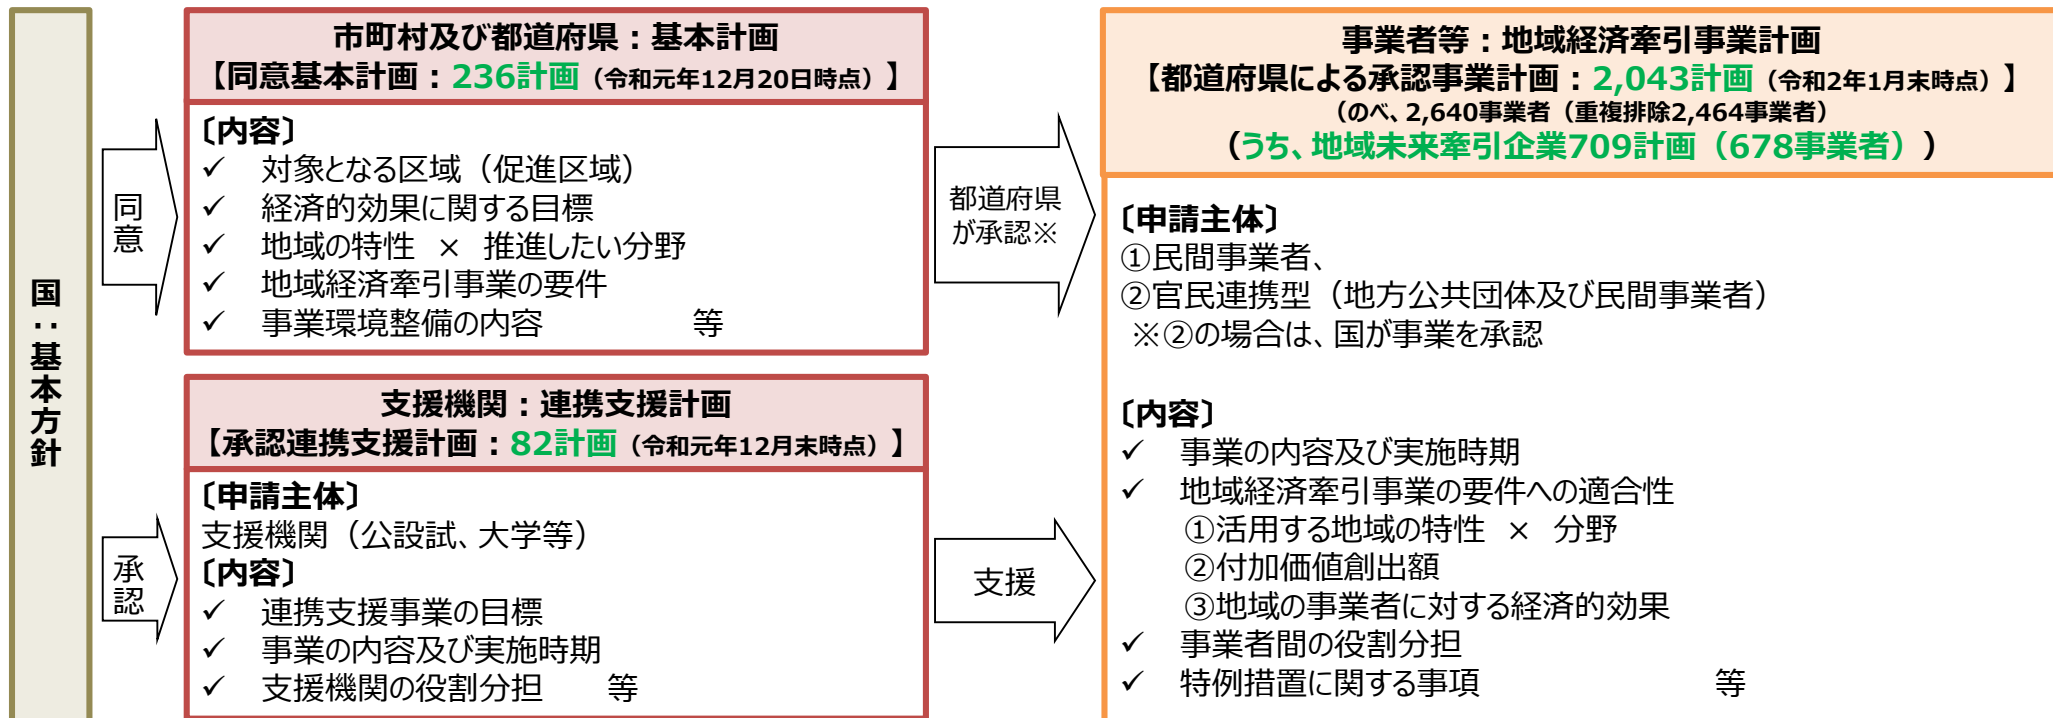 国：基本方針
同意
市町村及び都道府県：基本計画
【同意基本計画：236計画（令和元年12月20日時点）】
〔内容〕
✓ 対象となる区域（促進区域）
✓ 経済的効果に関する目標
✓ 地域の特性 × 推進したい分野
✓ 地域経済牽引事業の要件
✓ 事業環境整備の内容 等
承認
支援機関：連携支援計画
【承認連携支援計画：82計画（令和元年12月末時点）】
〔申請主体〕
支援機関（公設試、大学等）
〔内容〕
✓ 連携支援事業の目標
✓ 事業の内容及び実施時期
✓ 支援機関の役割分担 等
都道府県
が承認※
支援
事業者等：地域経済牽引事業計画
【都道府県による承認事業計画：2,043計画（令和2年1月末時点）】
（のべ、2,640事業者（重複排除2,464事業者）
（うち、地域未来牽引企業709計画（678事業者））
〔申請主体〕
①民間事業者、
②官民連携型（地方公共団体及び民間事業者）
※②の場合は、国が事業を承認
〔内容〕
✓ 事業の内容及び実施時期
✓ 地域経済牽引事業の要件への適合性
①活用する地域の特性 × 分野
②付加価値創出額
③地域の事業者に対する経済的効果
✓ 事業者間の役割分担
✓ 特例措置に関する事項 等